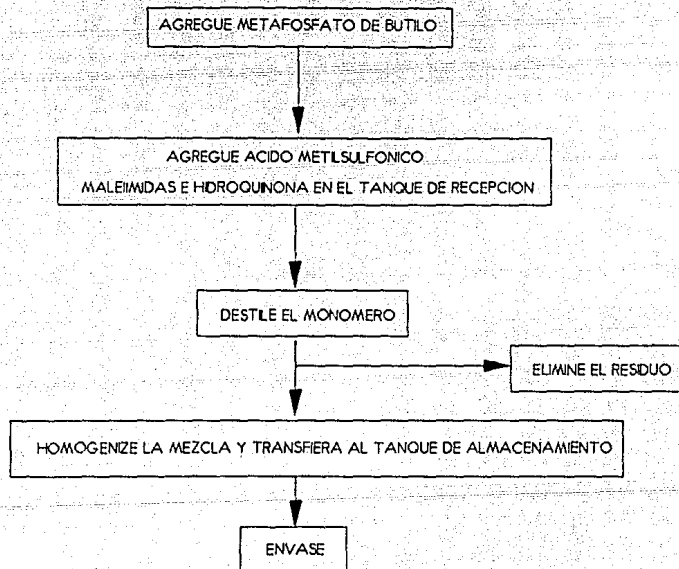 AGREGUE METAFOSFATO DE BUTILO
AGREGUE ACIDO METILSULFONICO
MALEIIMIDAS E HIDROQUINONA EN EL TANQUE DE RECEPCION
DESTILE EL MONOMERO
ELIMINE EL RESIDUO
HOMOGENIZE LA MEZCLA Y TRANSFIERA AL TANQUE DE ALMACENAMIENTO
ENVASE